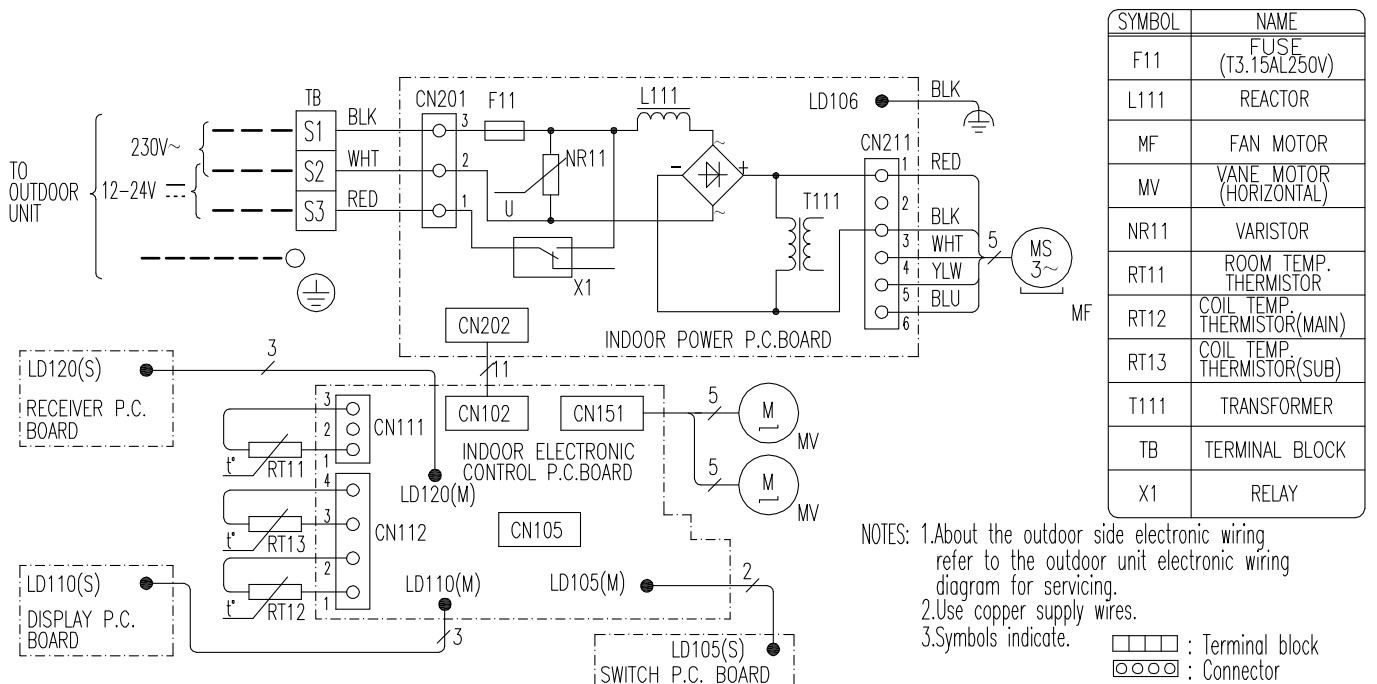 TO
OUTDOOR
UNIT
230V~
12-24V
TB
S1
S2
S3
BLK
WHT
RED
CN201
3
2
1
F11
NR11
U
X1
L111
~
~
-
+
T111
LD106
BLK
CN211
1
2
3
4
5
6
RED
BLK
WHT
YLW
BLU
5
MS
3~
MF
INDOOR POWER P.C.BOARD
CN202
11
CN102
CN151
INDOOR ELECTRONIC
CONTROL P.C.BOARD
5
M
MV
5
M
MV
LD120(S)
RECEIVER P.C.
BOARD
3
LD120(M)
3
2
1
CN111
t°
RT11
4
3
2
1
CN112
t°
RT13
t°
RT12
CN105
LD110(S)
DISPLAY P.C.
BOARD
LD110(M)
3
LD105(M)
2
LD105(S)
SWITCH P.C. BOARD
SYMBOL NAME
F11 FUSE
(T3.15AL250V)
L111 REACTOR
MF FAN MOTOR
MV VANE MOTOR
(HORIZONTAL)
NR11 VARISTOR
RT11 ROOM TEMP.
THERMISTOR
RT12 COIL TEMP.
THERMISTOR(MAIN)
RT13 COIL TEMP.
THERMISTOR(SUB)
T111 TRANSFORMER
TB TERMINAL BLOCK
X1 RELAY
NOTES: 1.About the outdoor side electronic wiring
refer to the outdoor unit electronic wiring
diagram for servicing.
2.Use copper supply wires.
3.Symbols indicate.
: Terminal block
: Connector